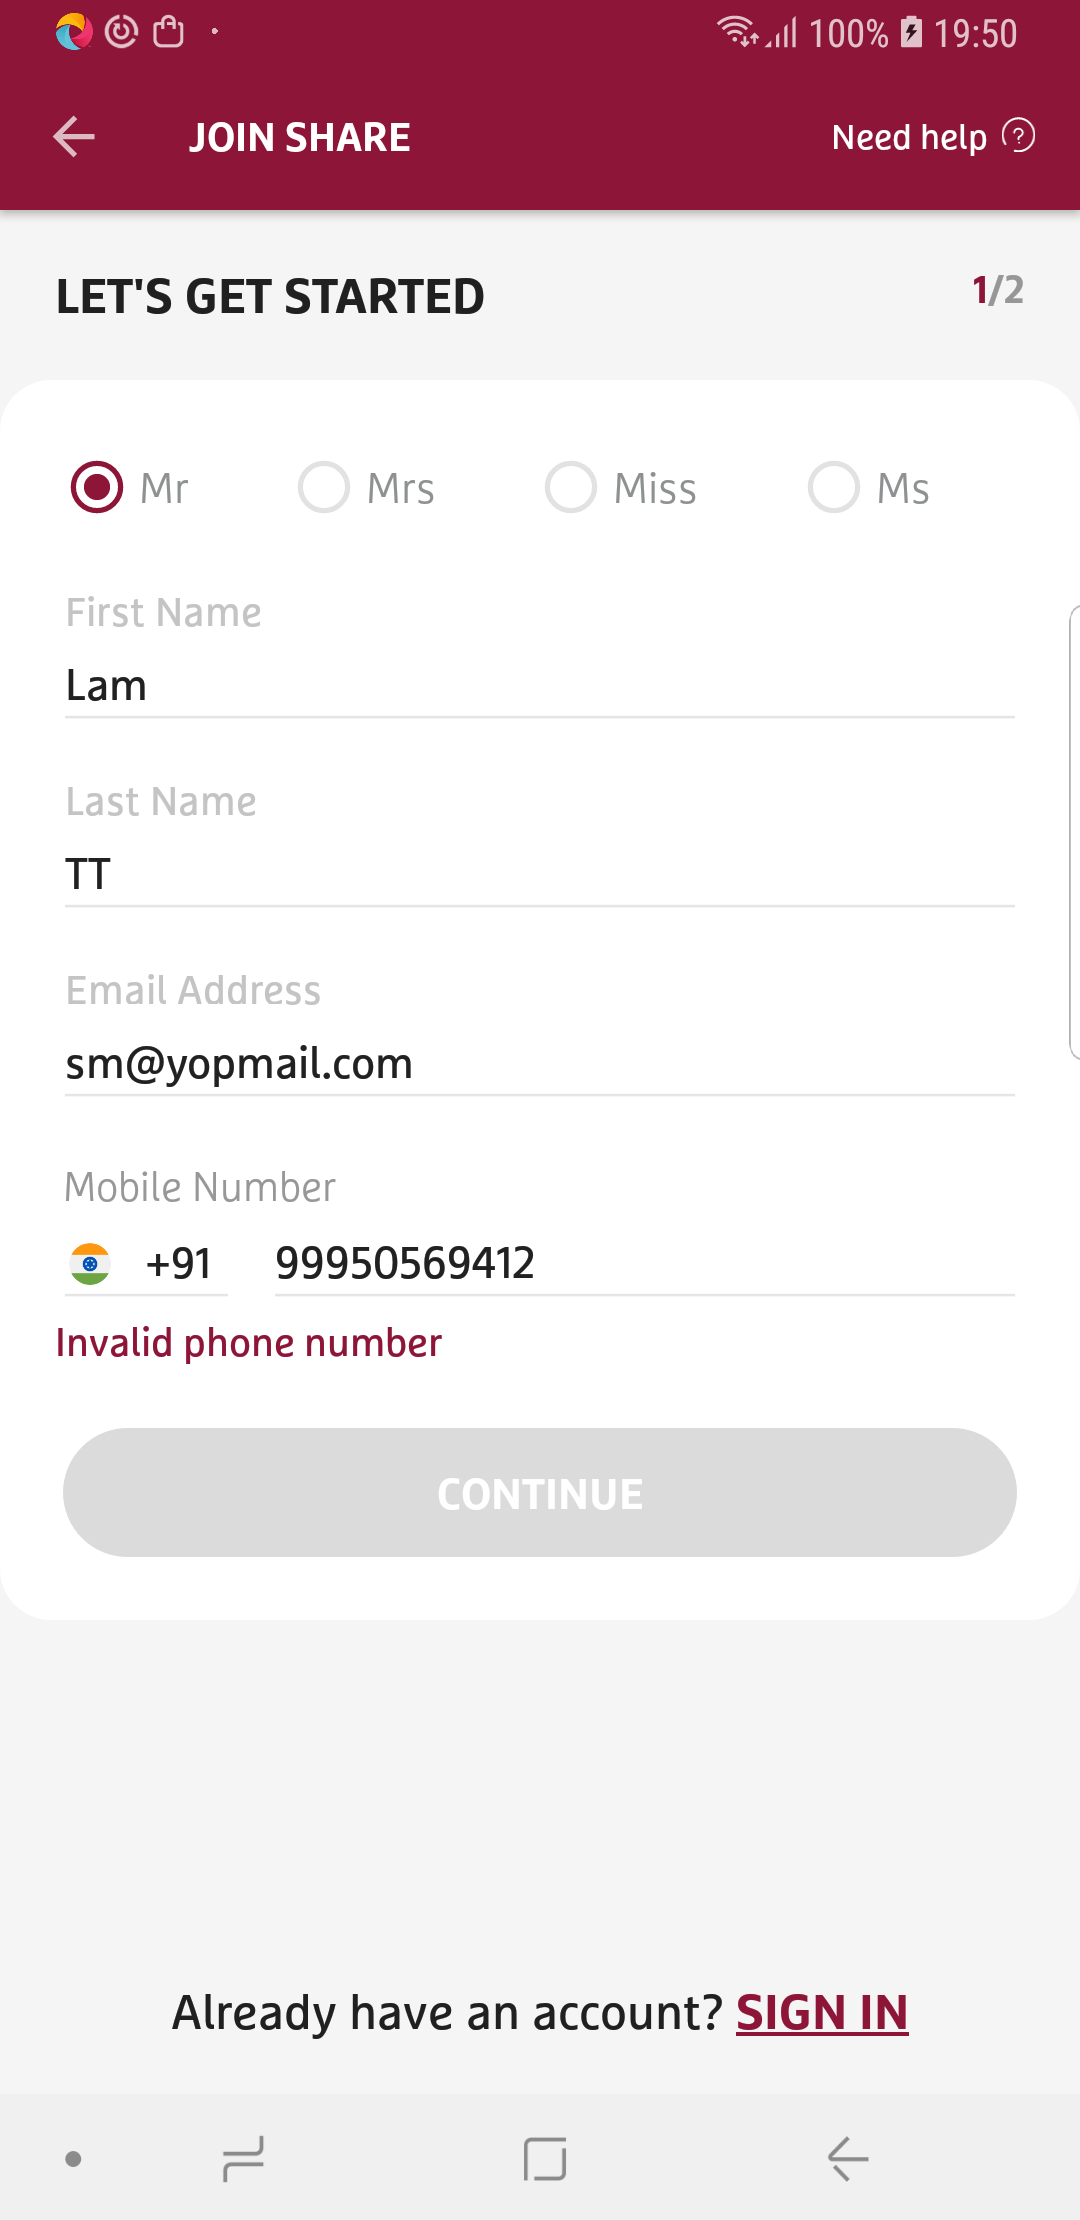 100% 19:50
JOIN SHARE Need help ?
LET'S GET STARTED 1/2
Mr Mrs Miss Ms
First Name
Lam
Last Name
TT
Email Address
sm@yopmail.com
Mobile Number
+91 99950569412
Invalid phone number
CONTINUE
Already have an account? SIGN IN